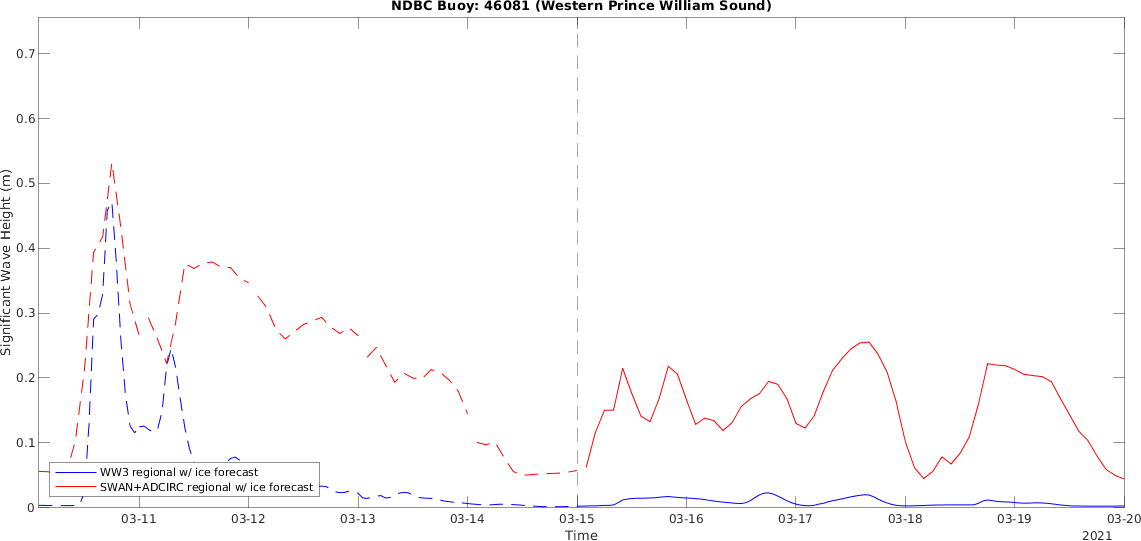 NDBC Buoy: 46081 (Western Prince William Sound)
Significant Wave Height (m)
0.7
0.6
0.5
0.4
0.3
0.2
0.1
0
WW3 regional w/ ice forecast
SWAN+ADCIRC regional w/ ice forecast
03-11 03-12 03-13 03-14 03-15 03-16 03-17 03-18 03-19 03-20
Time
2021